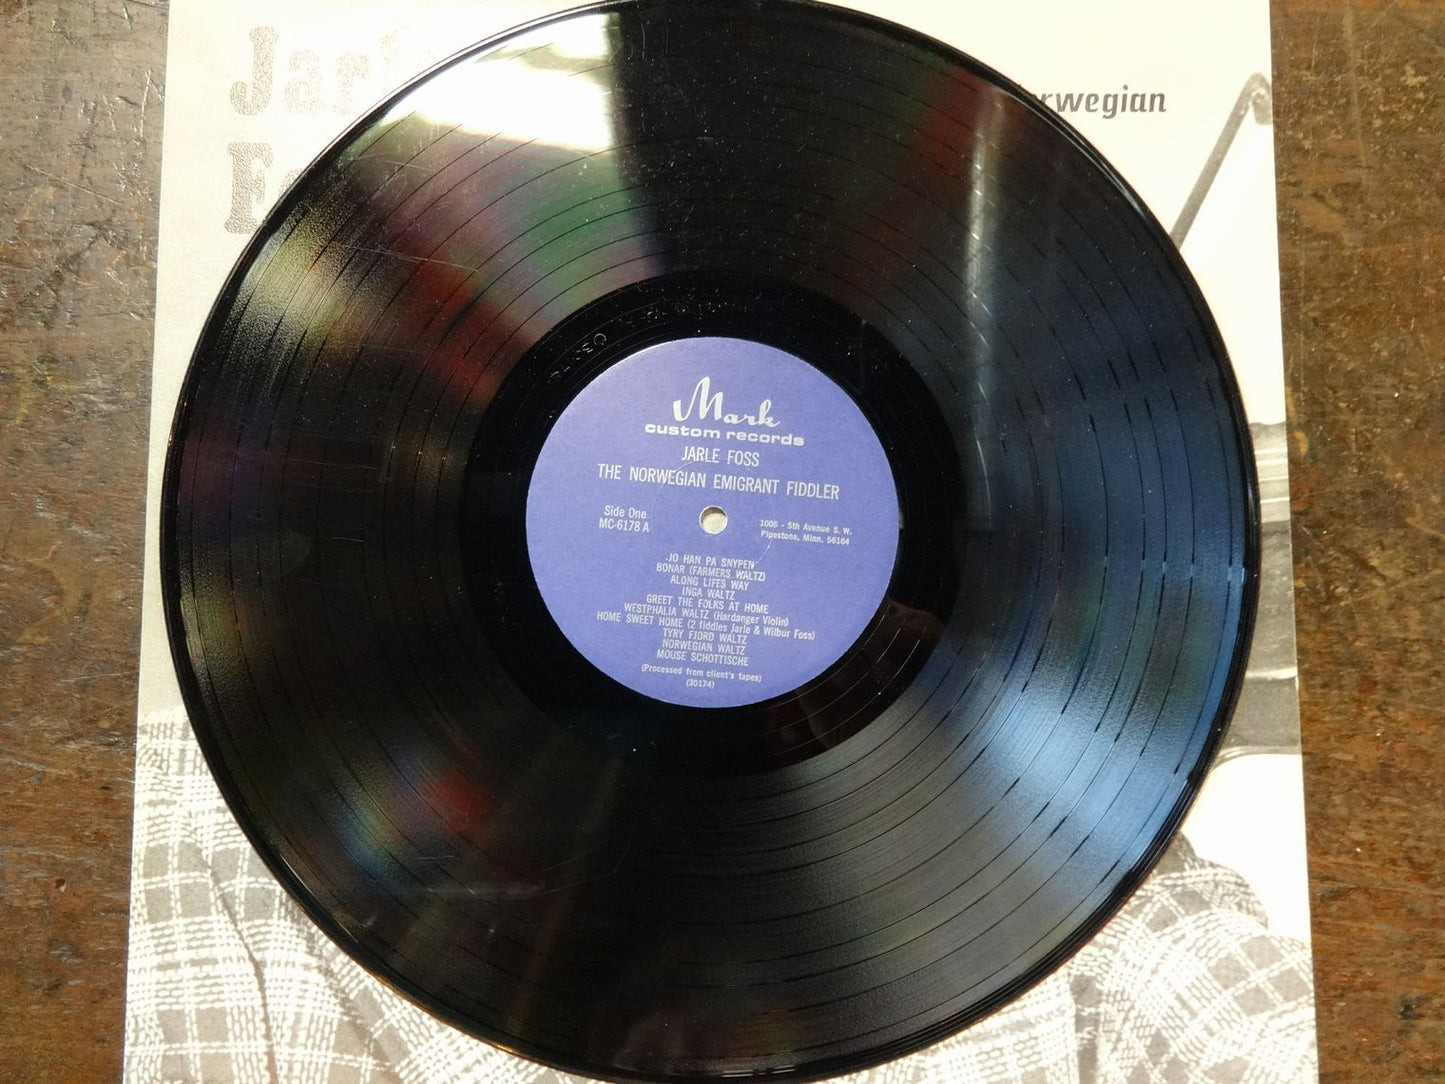 Norwegian
Mark
custom records
JARLE FOSS
THE NORWEGIAN EMIGRANT FIDDLER
Side One
MC-6178 A
1006 - 5th Avenue S. W.
Pipestone, Minn. 56164
JO HAN PA SNYPEN
BONAR (FARMERS WALTZ)
ALONG LIFES WAY
INGA WALTZ
GREET THE FOLKS AT HOME
WESTPHALIA WALTZ (Hardanger Violin)
HOME SWEET HOME (2 fiddles Jarle & Wilbur Foss)
TYRY FJORD WALTZ
NORWEGIAN WALTZ
MOUSE SCHOTTISCHE
(Processed from client's tapes)
(30174)